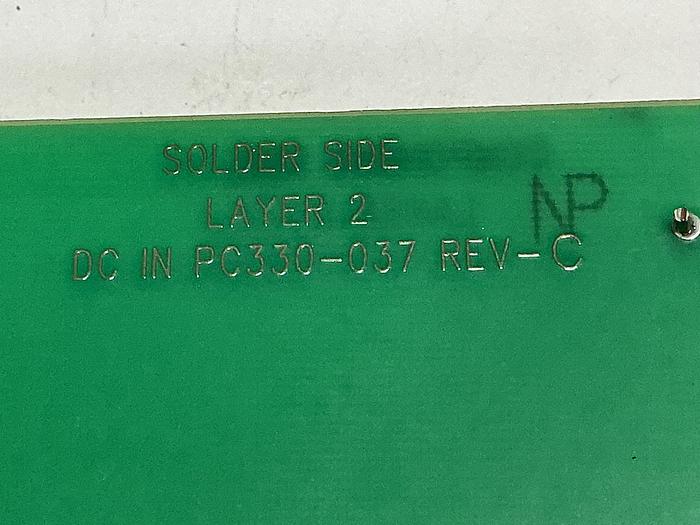 SOLDER SIDE
LAYER 2
NP
DC IN PC330-037 REV-C